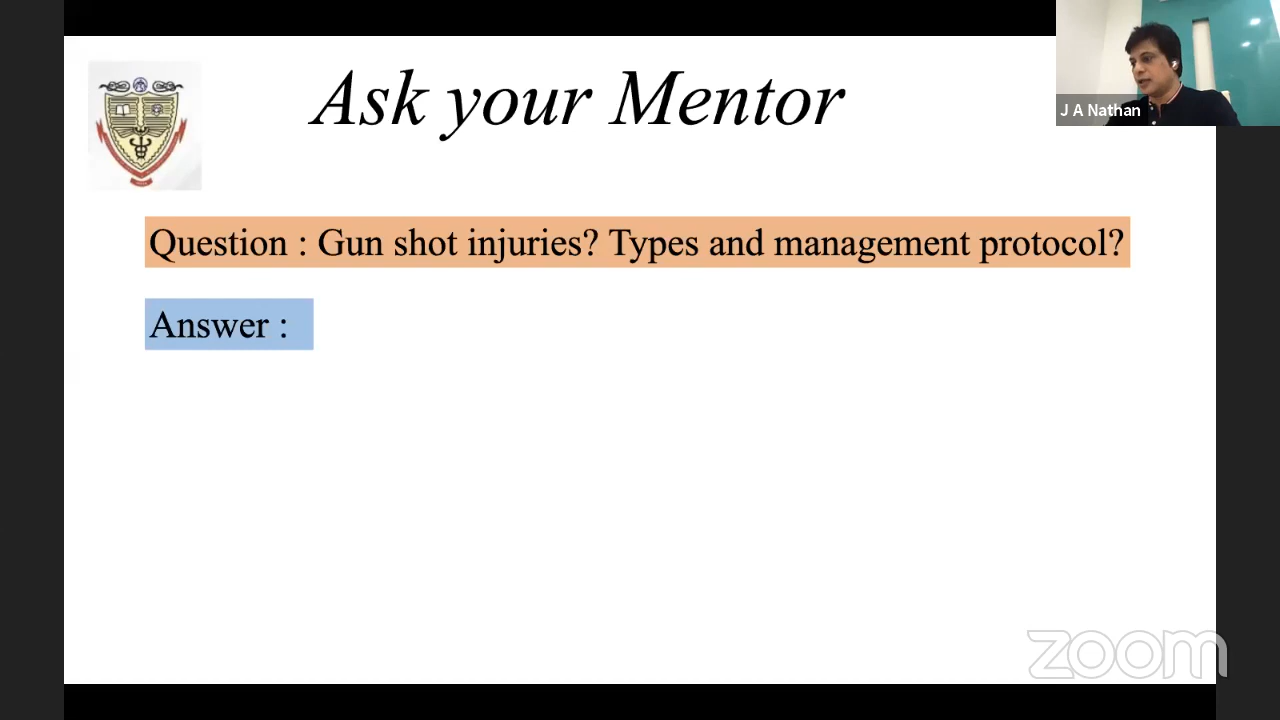 Ask your Mentor
J A Nathan
Question : Gun shot injuries? Types and management protocol?
Answer :
zoom